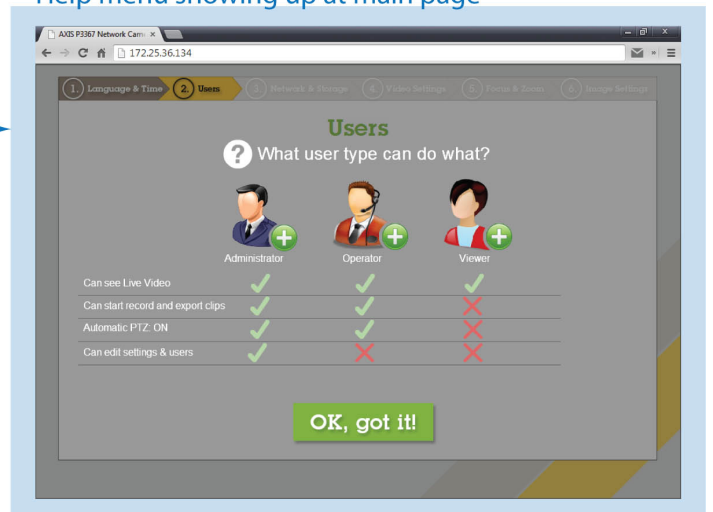 Help menu showing up at main page
AXIS P3367 Network Cam
172.25.36.134
1. Language & Time 2. Users 3. Network & Storage 4. Video Settings 5. Focus & Zoom 6. Image Settings
Users
? What user type can do what?
Administrator Operator Viewer
Can see Live Video
Can start record and export clips
Automatic PTZ: ON
Can edit settings & users
OK, got it!